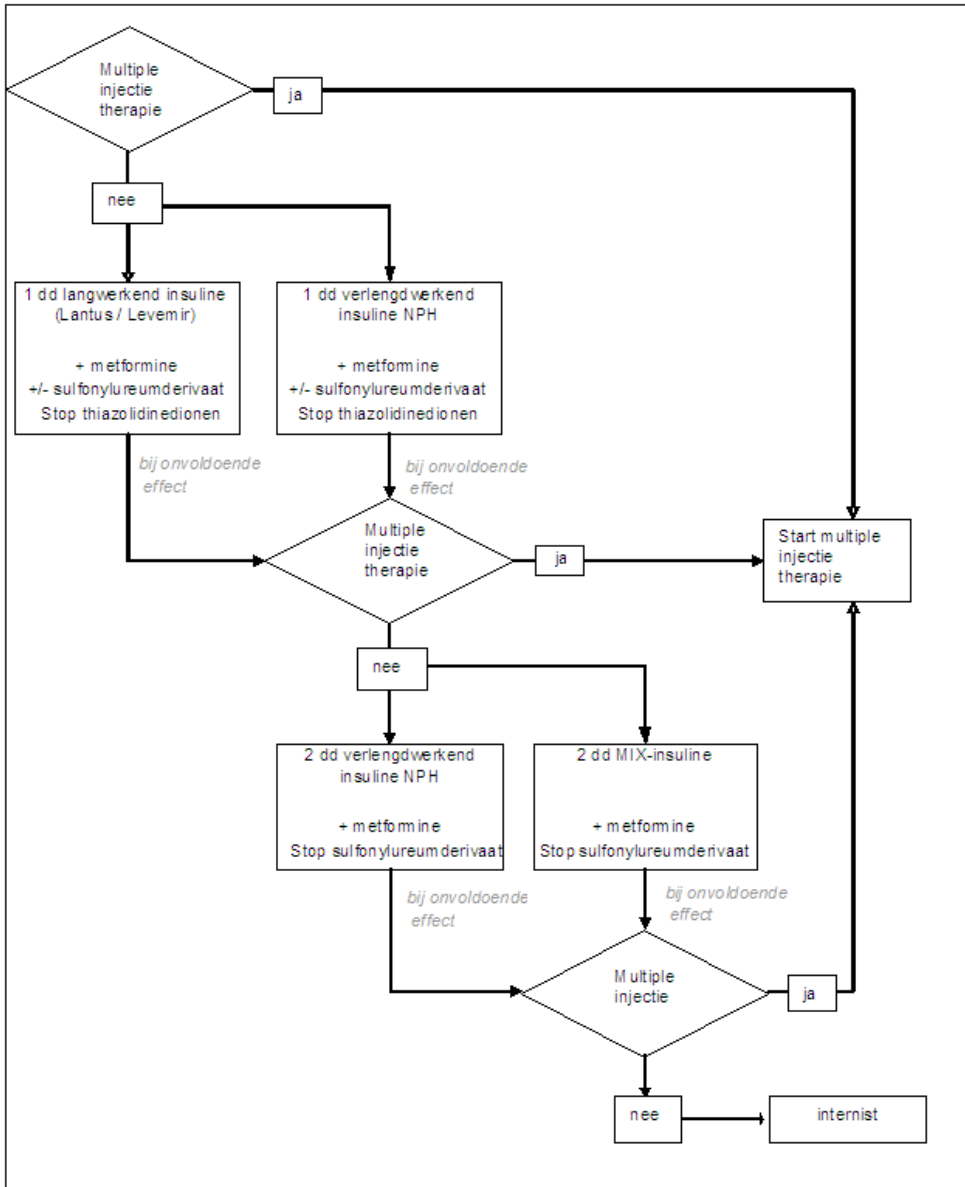 Multiple
injectie
therapie
ja
nee
1 dd langwerkend insuline
(Lantus / Levemir)
+ metformine
+/- sulfonylureumderivaat
Stop thiazolidinedionen
1 dd verlengdwerkend
insuline NPH
+ metformine
+/- sulfonylureumderivaat
Stop thiazolidinedionen
bij onvoldoende
effect
bij onvoldoende
effect
Multiple
injectie
therapie
ja
Start multiple
injectie
therapie
nee
2 dd verlengdwerkend
insuline NPH
+ metformine
Stop sulfonylureumderivaat
2 dd MIX-insuline
+ metformine
Stop sulfonylureumderivaat
bij onvoldoende
effect
bij onvoldoende
effect
Multiple
injectie
ja
nee
internist